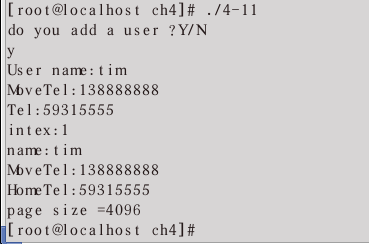 [root@localhost ch4]# ./4-11
do you add a user ?Y/N
y
User name:tim
MoveTel:138888888
Tel:59315555
intex:1
name:tim
MoveTel:138888888
HomeTel:59315555
page size =4096
[root@localhost ch4]#